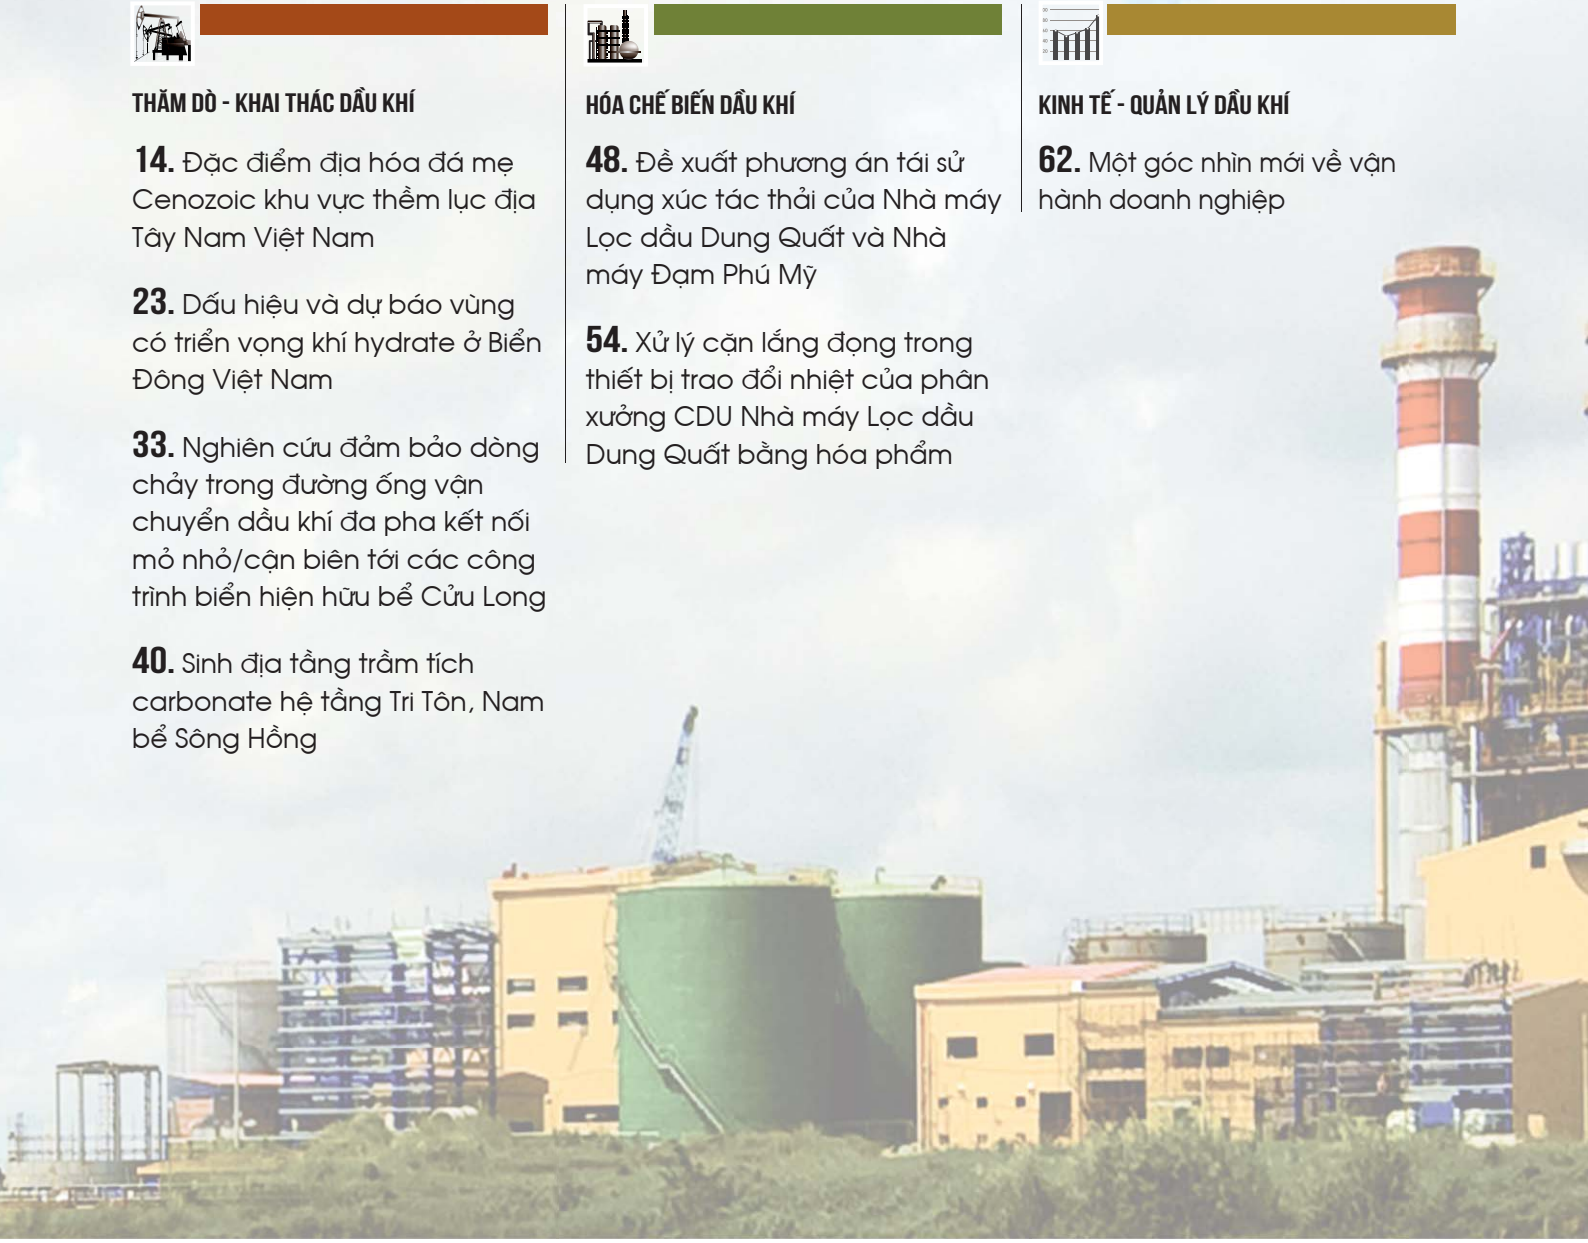 THĂM DÒ - KHAI THÁC DẦU KHÍ
14. Đặc điểm địa hóa đá mẹ
Cenozoic khu vực thềm lục địa
Tây Nam Việt Nam
23. Dấu hiệu và dự báo vùng
có triển vọng khí hydrate ở Biển
Đông Việt Nam
33. Nghiên cứu đảm bảo dòng
chảy trong đường ống vận
chuyển dầu khí đa pha kết nối
mỏ nhỏ/cận biên tới các công
trình biển hiện hữu bể Cửu Long
40. Sinh địa tầng trầm tích
carbonate hệ tầng Tri Tôn, Nam
bể Sông Hồng
HÓA CHẾ BIẾN DẦU KHÍ
48. Đề xuất phương án tái sử
dụng xúc tác thải của Nhà máy
Lọc dầu Dung Quất và Nhà
máy Đạm Phú Mỹ
54. Xử lý cặn lắng đọng trong
thiết bị trao đổi nhiệt của phân
xưởng CDU Nhà máy Lọc dầu
Dung Quất bằng hóa phẩm
KINH TẾ - QUẢN LÝ DẦU KHÍ
62. Một góc nhìn mới về vận
hành doanh nghiệp